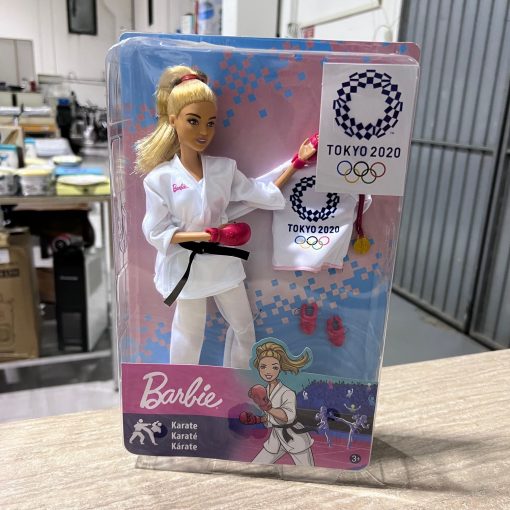 TOKYO 2020
TOKYO 2020
Barbie
Barbie
Karate
Karaté
Kárate
3+